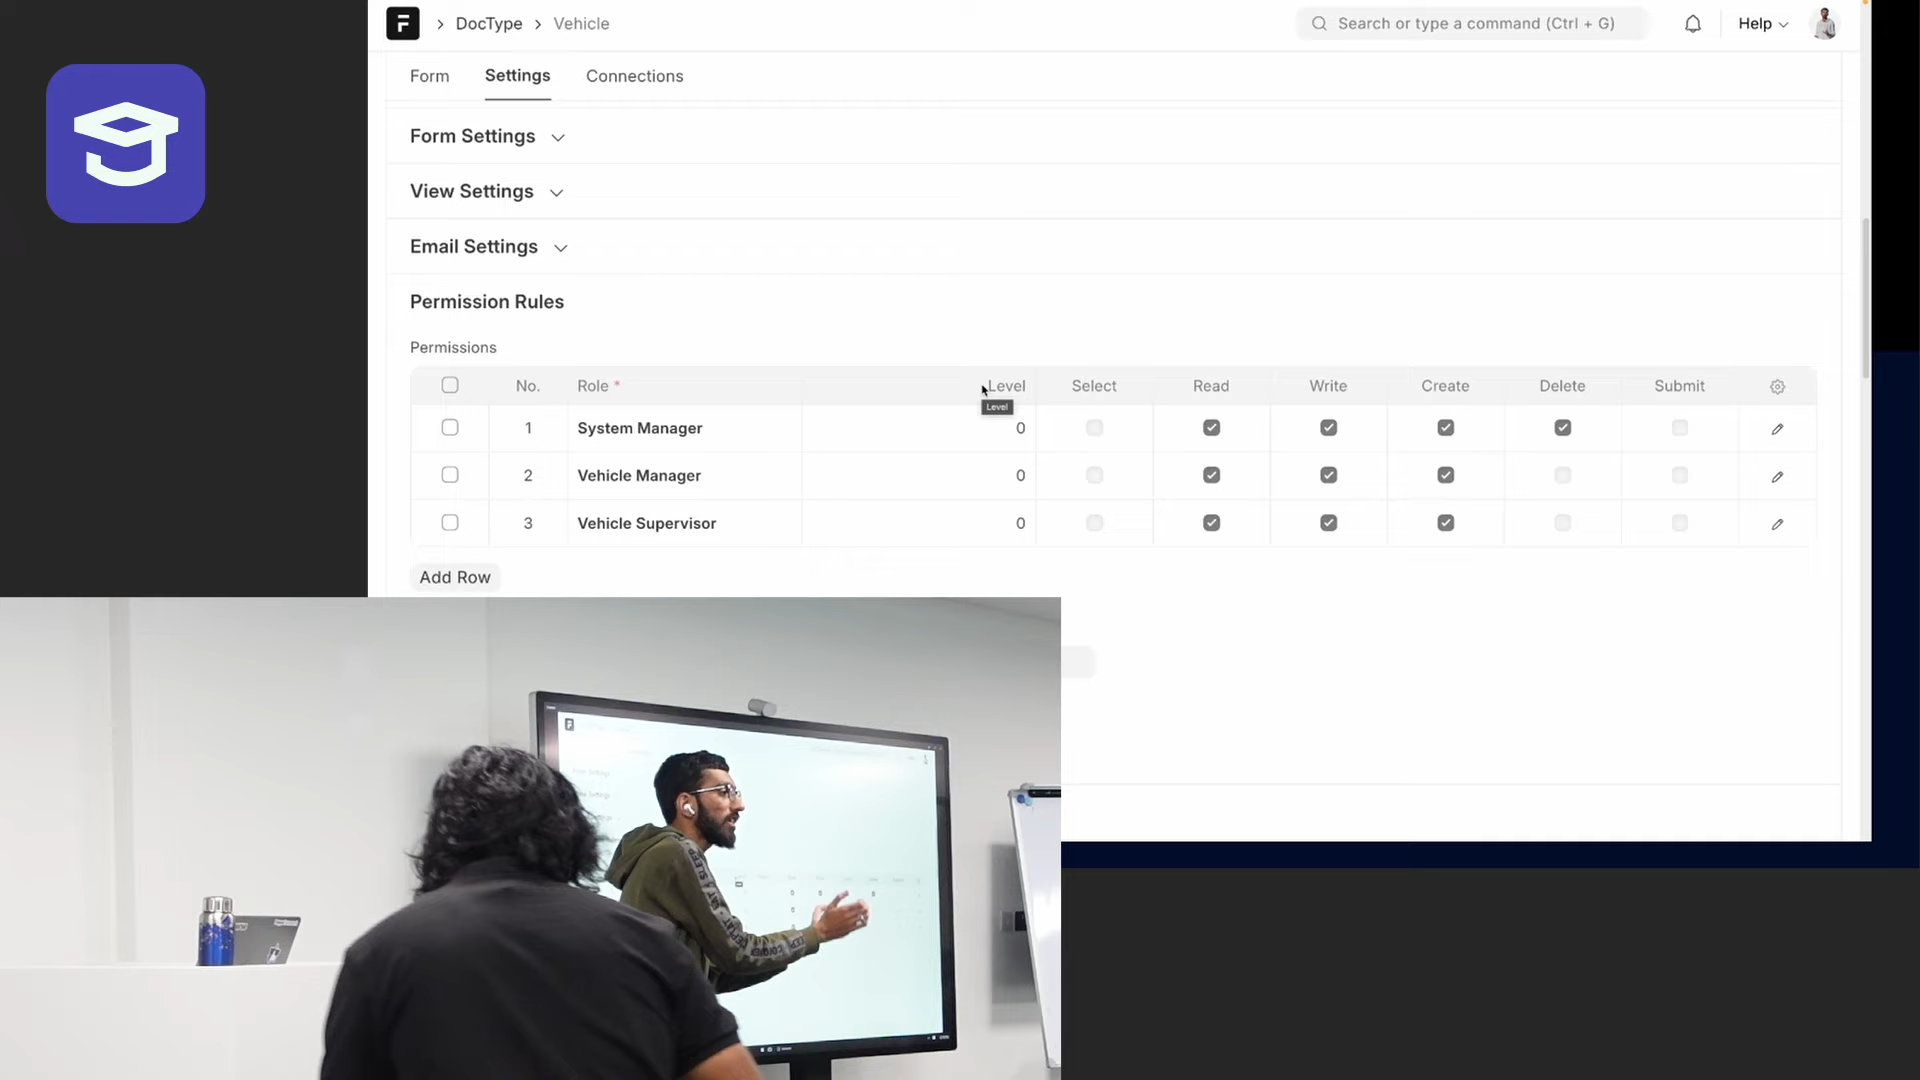 DocType > Vehicle
Search or type a command (Ctrl + G)
Help
Form Settings Connections
Form Settings
View Settings
Email Settings
Permission Rules
Permissions
No. Role * Level Select Read Write Create Delete Submit
Level
1 System Manager 0
2 Vehicle Manager 0
3 Vehicle Supervisor 0
Add Row